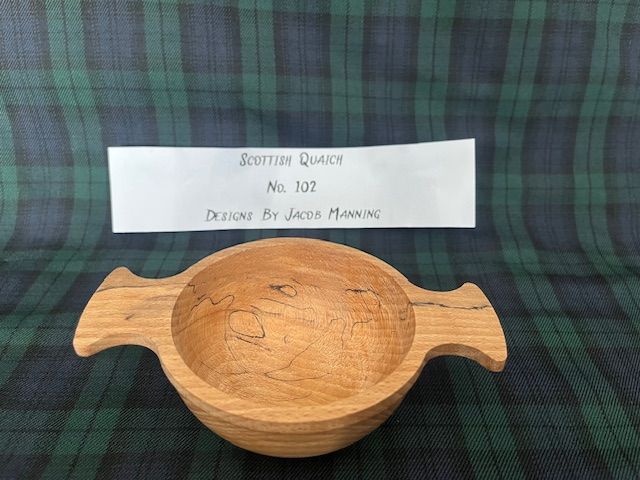 Scottish Quaich
No. 102
Designs By Jacob Manning